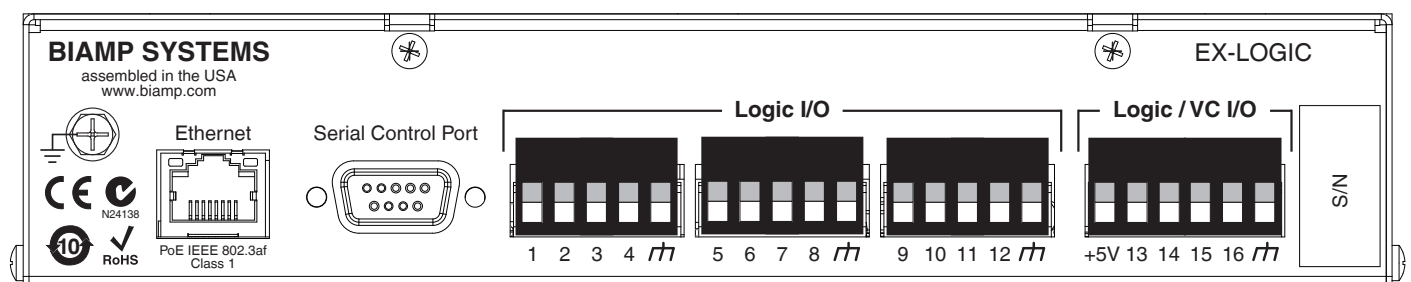 BIAMP SYSTEMS
assembled in the USA
www.biamp.com
EX-LOGIC
Ethernet
Serial Control Port
Logic I/O
Logic / VC I/O
N24138
10
RoHS
PoE IEEE 802.3af
Class 1
1 2 3 4
5 6 7 8
9 10 11 12
+5V 13 14 15 16
S/N